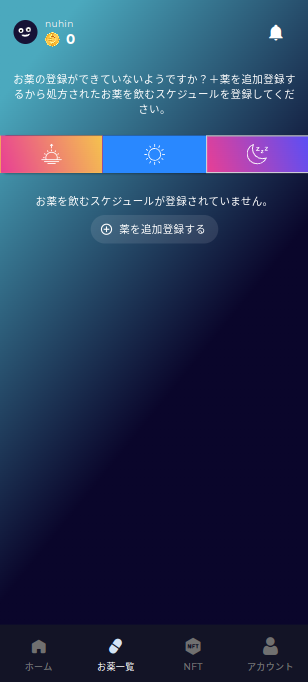 nuhin
0
お薬の登録ができていないようですか？＋薬を追加登録す
るから処方されたお薬を飲むスケジュールを登録してくだ
さい。
z z z
お薬を飲むスケジュールが登録されていません。
薬を追加登録する
NFT
ホーム
お薬一覧
NFT
アカウント